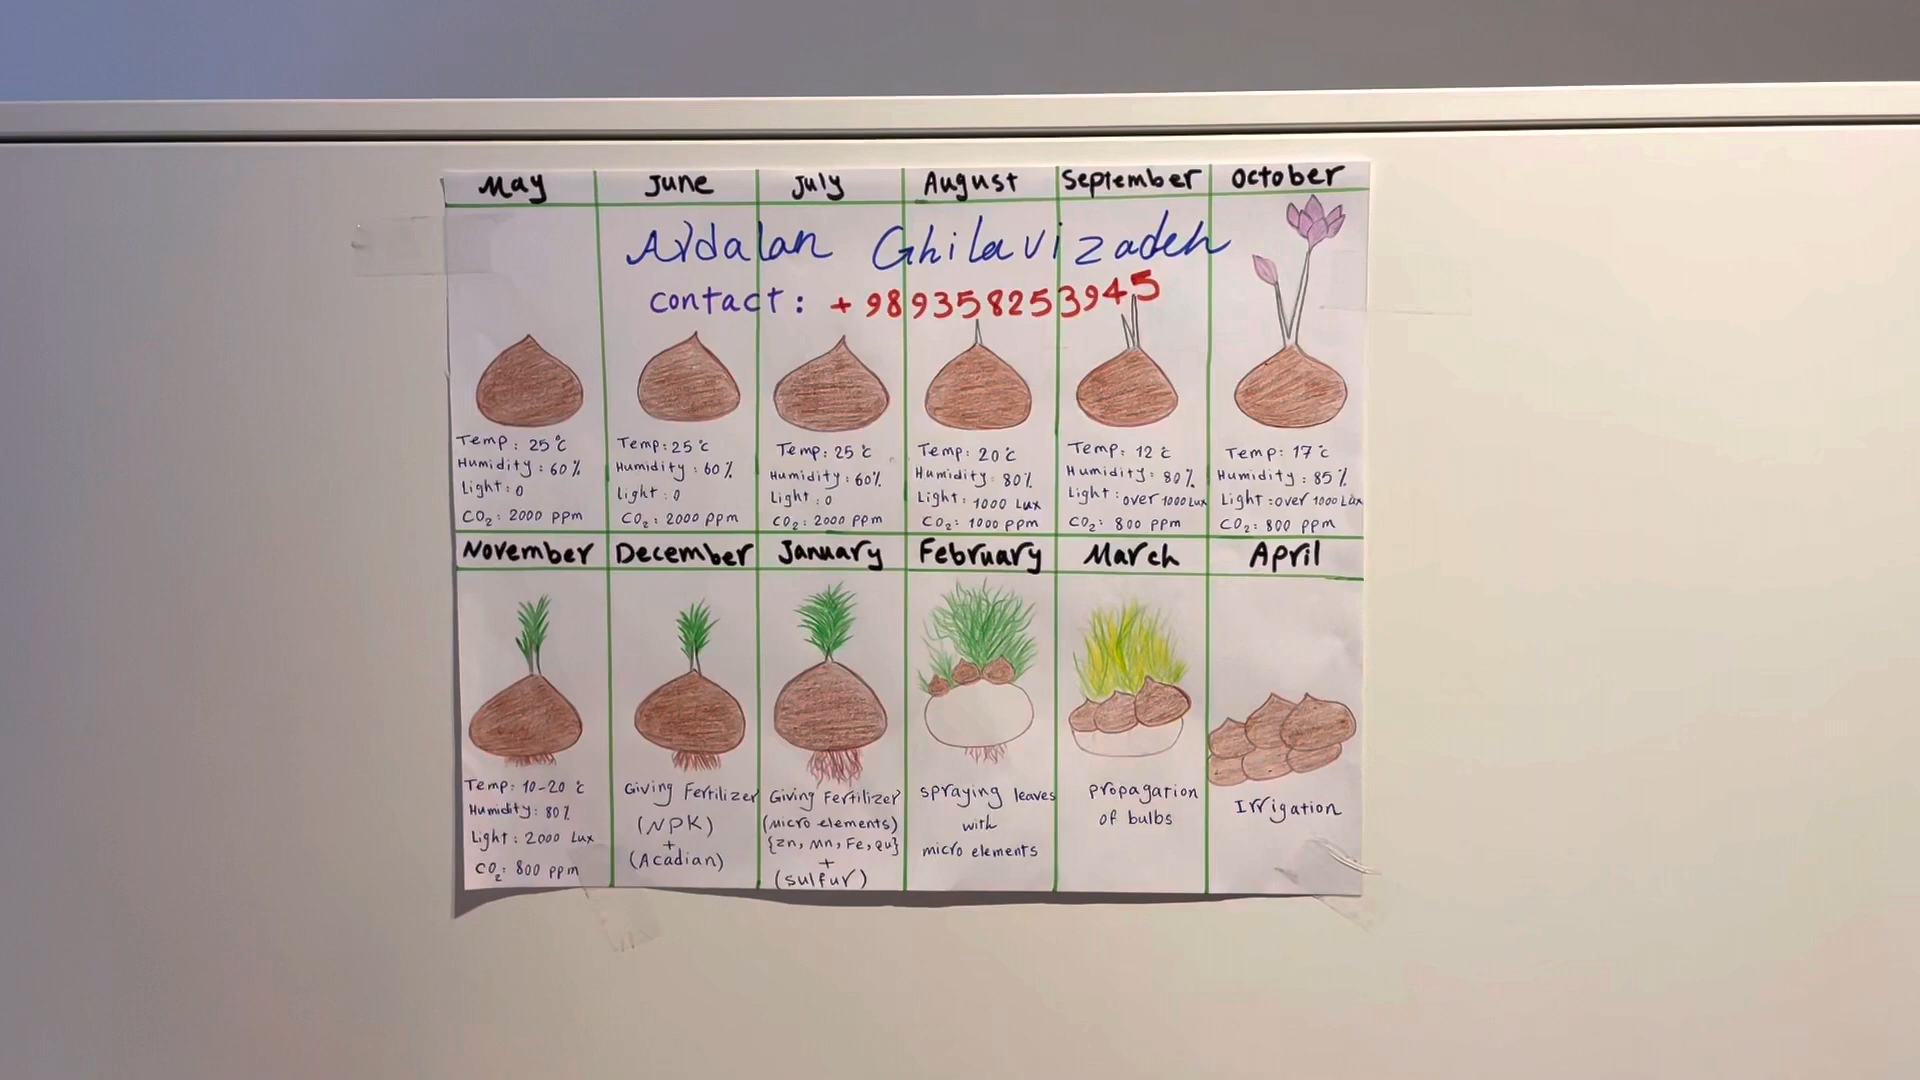 May June July August September October
Ardalan Ghilavizadeh
contact: +989358253945
Temp: 25°c
Humidity: 60%
Light: 0
CO2: 2000 ppm
Temp: 25°c
Humidity: 60%
light: 0
CO2: 2000 ppm
Temp: 25°c
Humidity: 60%
Light: 0
CO2: 2000 ppm
Temp: 20°c
Humidity: 80%
Light: 1000 Lux
CO2: 1000 ppm
Temp: 12°c
Humidity: 80%
Light: over 1000 Lux
CO2: 800 ppm
Temp: 17°c
Humidity: 85%
Light: over 1000 Lux
CO2: 800 ppm
November December January February March April
Temp: 10-20°c
Humidity: 80%
Light: 2000 Lux
CO2: 800 ppm
Giving Fertilizer
(NPK)
+
(Acadian)
Giving Fertilizer
(Micro elements)
{Zn, Mn, Fe, qu}
+
(sulfur)
spraying leaves
with
micro elements
propagation
of bulbs
Irrigation